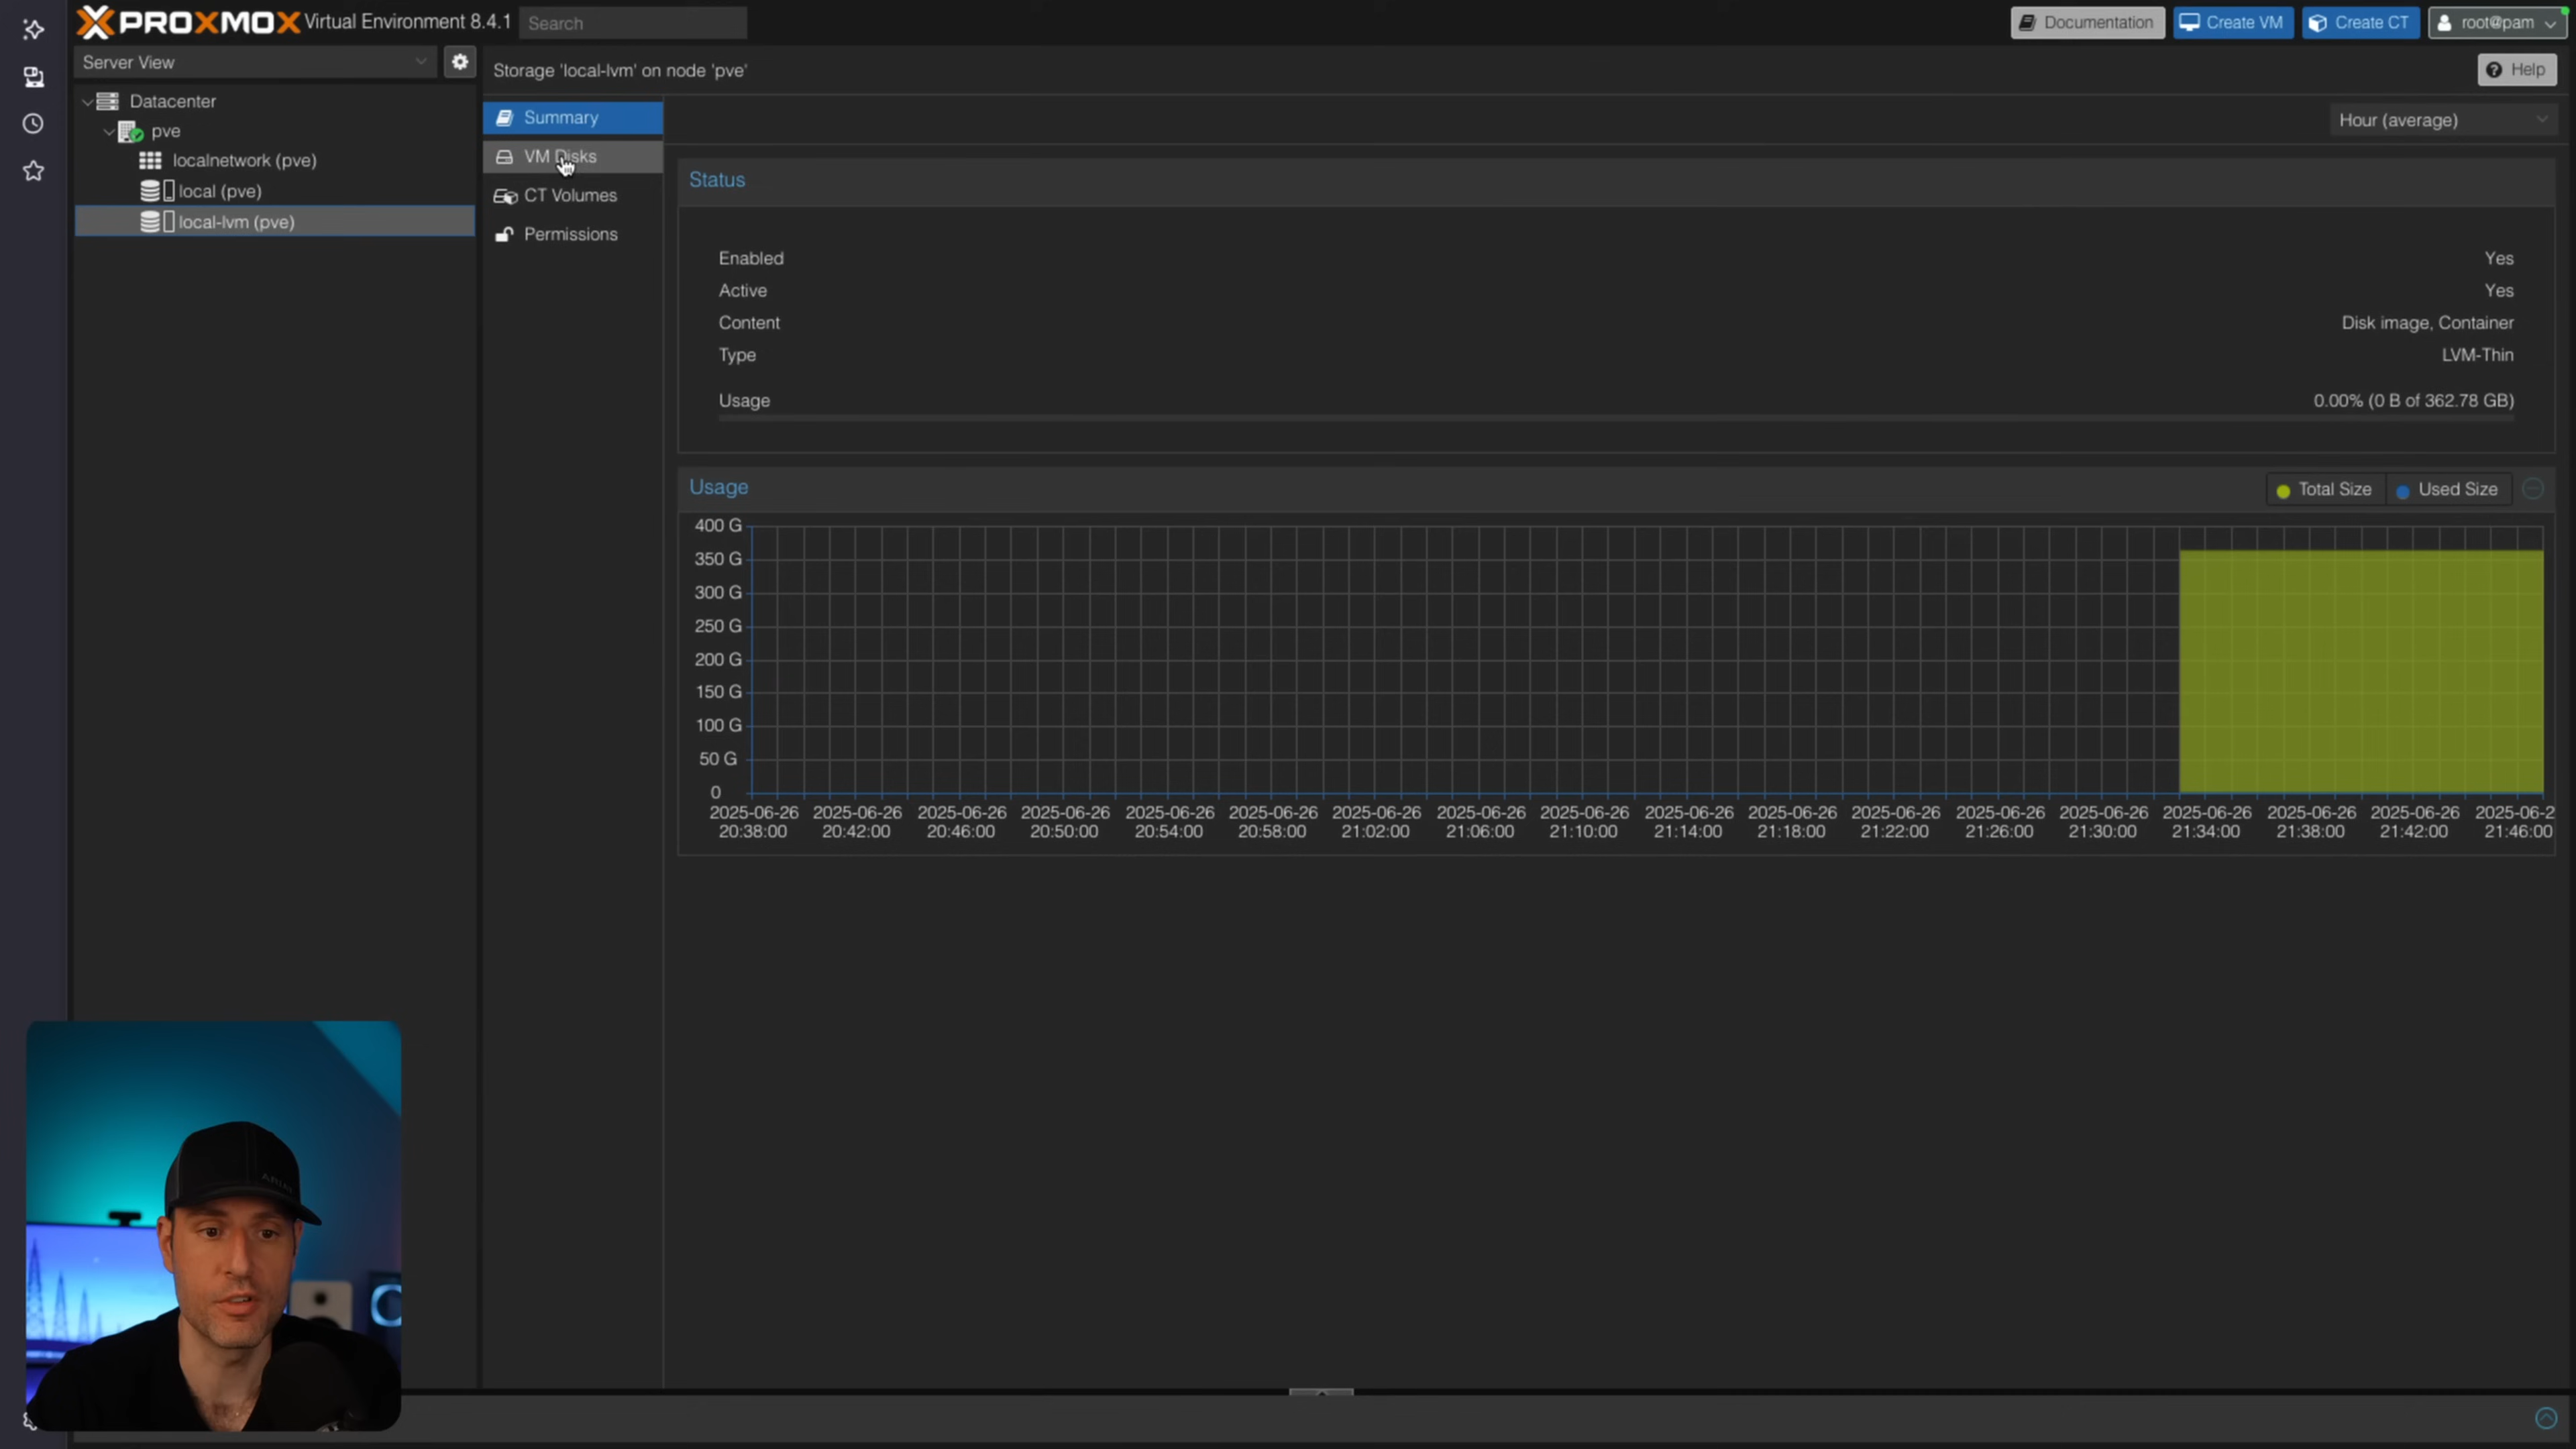 PROXMOX Virtual Environment 8.4.1
Search
Documentation
Create VM
Create CT
root@pam
Server View
Storage 'local-lvm' on node 'pve'
Help
Datacenter
pve
localnetwork (pve)
local (pve)
local-lvm (pve)
Summary
VM Disks
CT Volumes
Permissions
Hour (average)
Status
Enabled Yes
Active Yes
Content Disk image, Container
Type LVM-Thin
Usage 0.00% (0 B of 362.78 GB)
Usage
Total Size
Used Size
400 G
350 G
300 G
250 G
200 G
150 G
100 G
50 G
0
2025-06-26 2025-06-26 2025-06-26 2025-06-26 2025-06-26 2025-06-26 2025-06-26 2025-06-26 2025-06-26 2025-06-26 2025-06-26 2025-06-26 2025-06-26 2025-06-26 2025-06-26 2025-06-26 2025-06-26 2025-06-2
20:38:00 20:42:00 20:46:00 20:50:00 20:54:00 20:58:00 21:02:00 21:06:00 21:10:00 21:14:00 21:18:00 21:22:00 21:26:00 21:30:00 21:34:00 21:38:00 21:42:00 21:46:00